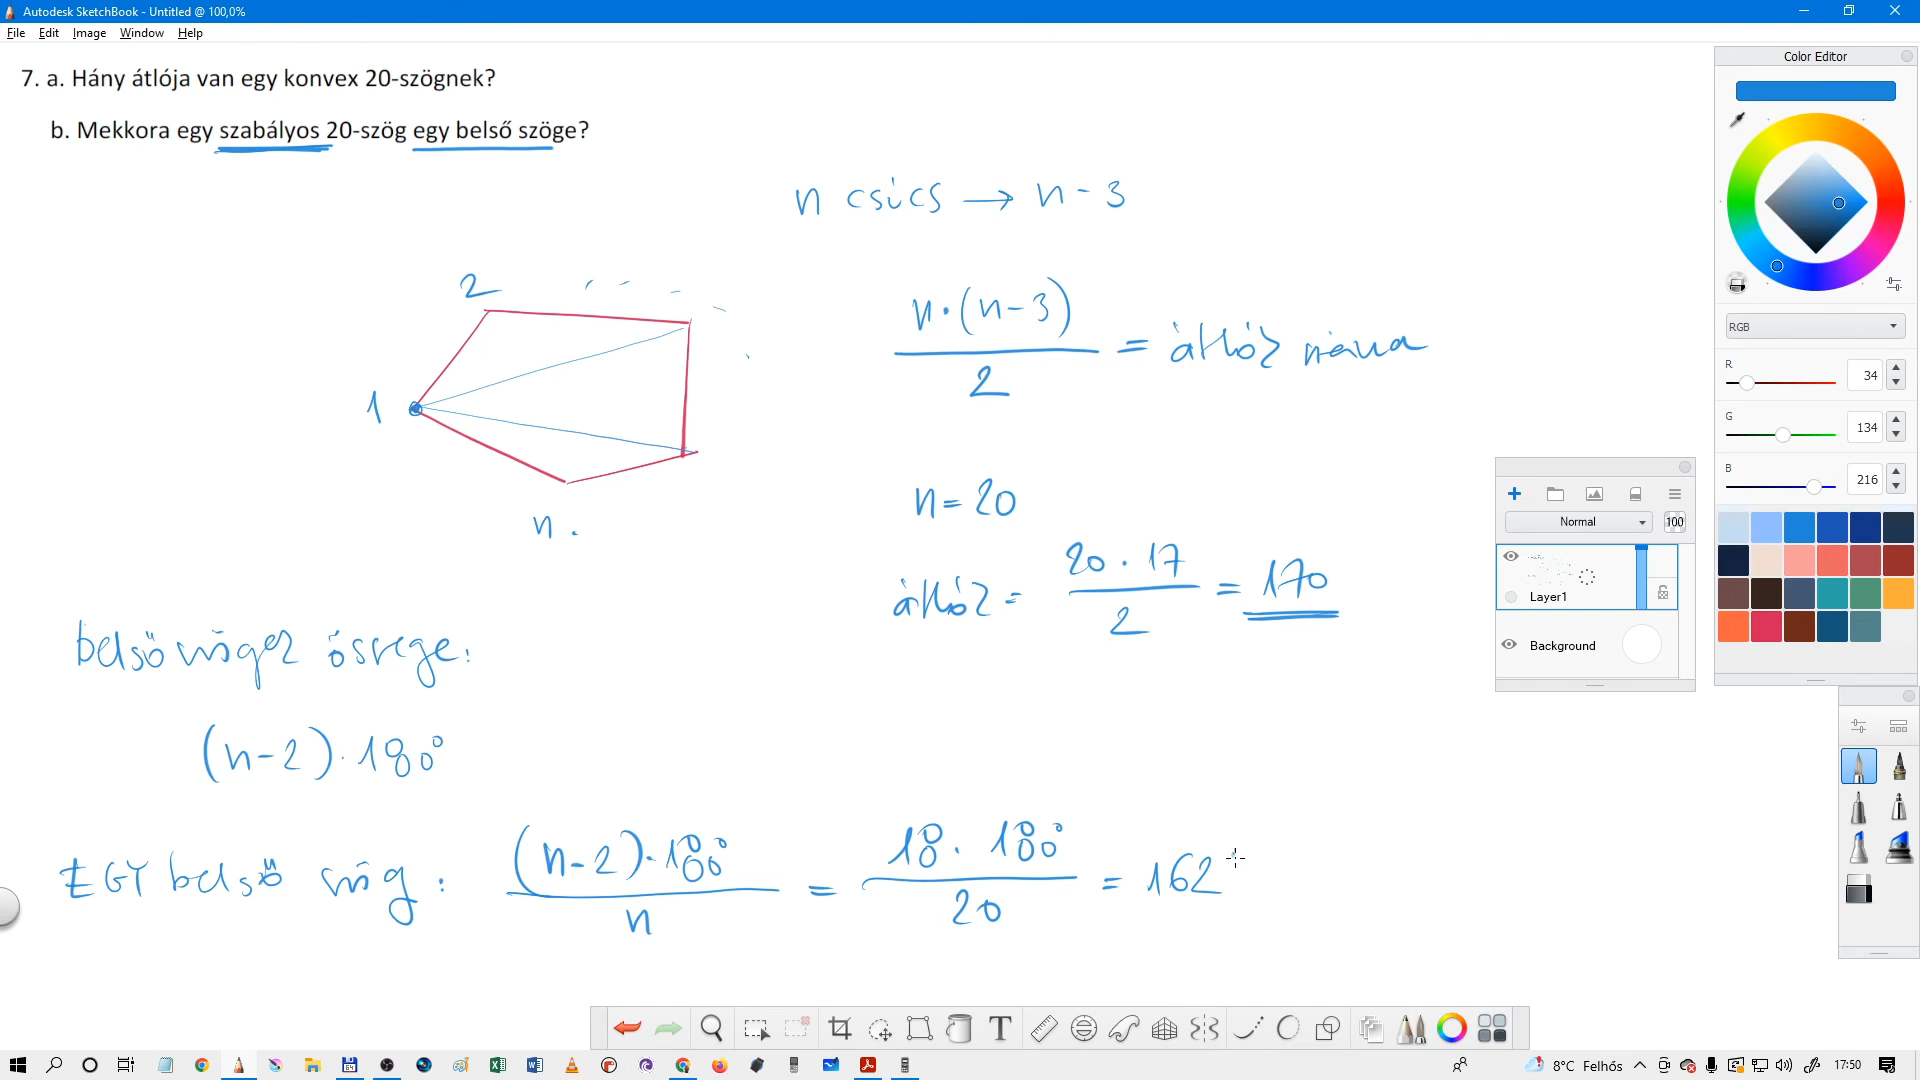 Autodesk SketchBook - Untitled @ 100,0%
File Edit Image Window Help
7. a. Hány átlója van egy konvex 20-szögnek?
b. Mekkora egy szabályos 20-szög egy belső szöge?
n csúcs → n - 3
2
1
n.
n·(n-3)
2
= átlók száma
n = 20
átlók = 20 · 17 / 2 = 170
belső szögek összege:
(n-2)·180°
EGY belső szög: (n-2)·180° / n = 18 · 180° / 20 = 162
Color Editor
RGB
R 34
G 134
B 216
Normal 100
Layer1
Background
8°C Felhős
17:50